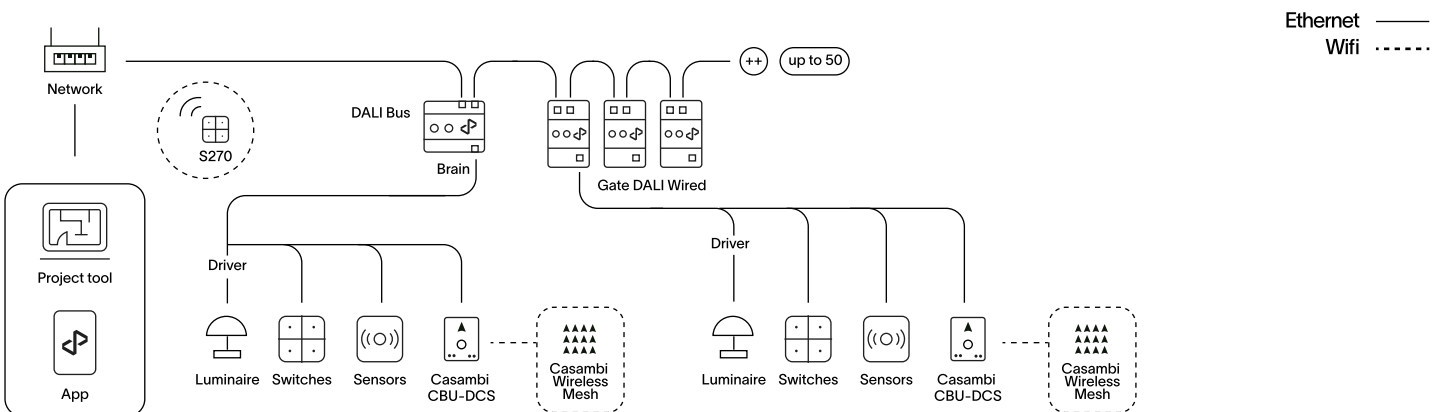 Ethernet
Wifi
++
up to 50
Network
DALI Bus
S270
Brain
Gate DALI Wired
Project tool
App
Driver
Driver
Luminaire
Switches
Sensors
Casambi
CBU-DCS
Casambi
Wireless
Mesh
Luminaire
Switches
Sensors
Casambi
CBU-DCS
Casambi
Wireless
Mesh